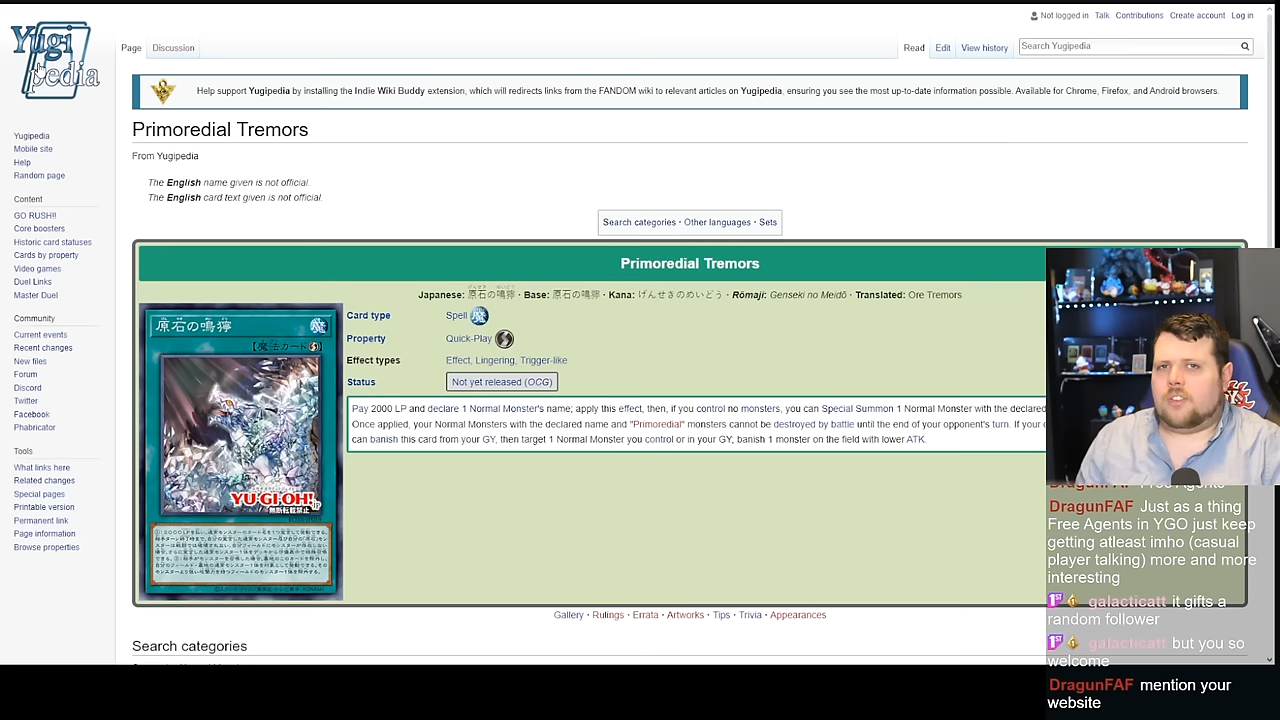 Yugi
pedia
Not logged in Talk Contributions Create account Log in
Page Discussion
Read Edit View history
Search Yugipedia
Help support Yugipedia by installing the Indie Wiki Buddy extension, which will redirects links from the FANDOM wiki to relevant articles on Yugipedia, ensuring you see the most up-to-date information possible. Available for Chrome, Firefox, and Android browsers.
Primoredial Tremors
From Yugipedia
The English name given is not official.
The English card text given is not official.
Search categories · Other languages · Sets
Yugipedia
Mobile site
Help
Random page
Content
GO RUSH!!
Core boosters
Historic card statuses
Cards by property
Video games
Duel Links
Master Duel
Community
Current events
Recent changes
New files
Forum
Discord
Twitter
Facebook
Phabricator
Tools
What links here
Related changes
Special pages
Printable version
Permanent link
Page information
Browse properties
Primoredial Tremors
Japanese: 原石の鳴獰 · Base: 原石の鳴獰 · Kana: げんせきのめいどう · Rōmaji: Genseki no Meidō · Translated: Ore Tremors
Card type Spell
Property Quick-Play
Effect types Effect, Lingering, Trigger-like
Status Not yet released (OCG)
Pay 2000 LP and declare 1 Normal Monster's name; apply this effect, then, if you control no monsters, you can Special Summon 1 Normal Monster with the declared
Once applied, your Normal Monsters with the declared name and "Primoredial" monsters cannot be destroyed by battle until the end of your opponent's turn. If your
can banish this card from your GY, then target 1 Normal Monster you control or in your GY, banish 1 monster on the field with lower ATK.
原石の鳴獰
【魔法カード】
YU-GI-OH!
無断転載禁止
Gallery · Rulings · Errata · Artworks · Tips · Trivia · Appearances
Search categories
DragunFAF Free Agents
DragunFAF Just as a thing
Free Agents in YGO just keep
getting atleast imho (casual
player talking) more and more
interesting
galacticatt it gifts a
random follower
galacticatt but you so
welcome
DragunFAF mention your
website